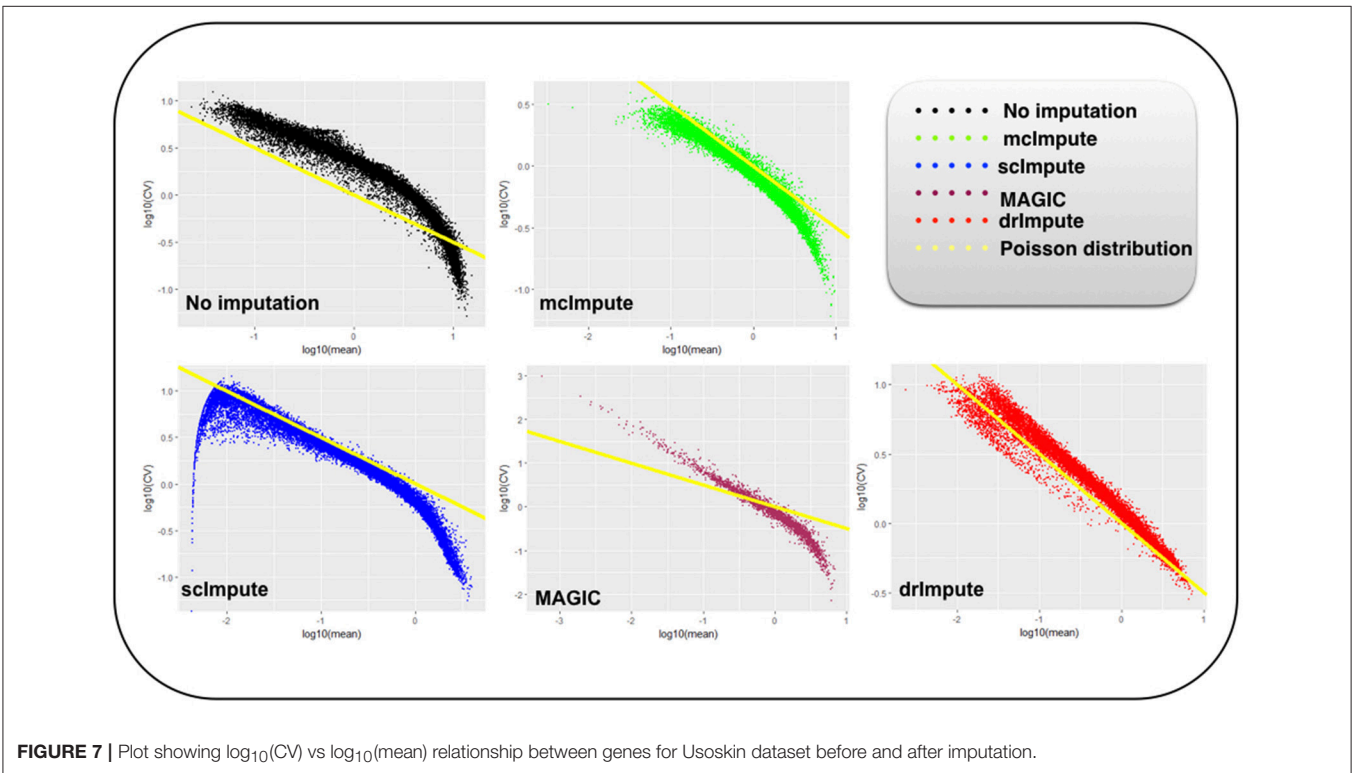 1.0
0.5
0.0
-0.5
-1.0
log10(CV)
-1
0
1
log10(mean)
No imputation
0.5
0.0
-0.5
-1.0
log10(CV)
-2
-1
0
1
log10(mean)
mcImpute
No imputation
mcImpute
scImpute
MAGIC
drImpute
Poisson distribution
1.0
0.5
0.0
-0.5
-1.0
log10(CV)
-2
-1
0
log10(mean)
scImpute
3
2
1
0
-1
-2
log10(CV)
-3
-2
-1
0
1
log10(mean)
MAGIC
1.0
0.5
0.0
-0.5
log10(CV)
-2
-1
0
1
log10(mean)
drImpute
FIGURE 7 | Plot showing log10(CV) vs log10(mean) relationship between genes for Usoskin dataset before and after imputation.